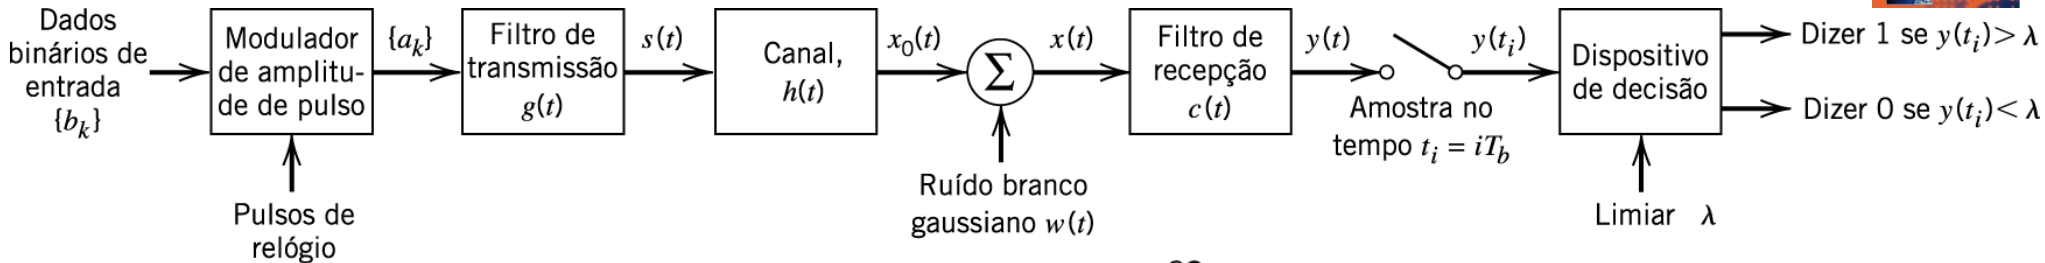 Dados
binários de
entrada
{b_k}
Modulador
de amplitu-
de de pulso
Pulsos de
relógio
{a_k}
Filtro de
transmissão
g(t)
s(t)
Canal,
h(t)
x_0(t)
Σ
Ruído branco
gaussiano w(t)
x(t)
Filtro de
recepção
c(t)
y(t)
Amostra no
tempo t_i = iT_b
y(t_i)
Dispositivo
de decisão
Limiar λ
Dizer 1 se y(t_i) > λ
Dizer 0 se y(t_i) < λ